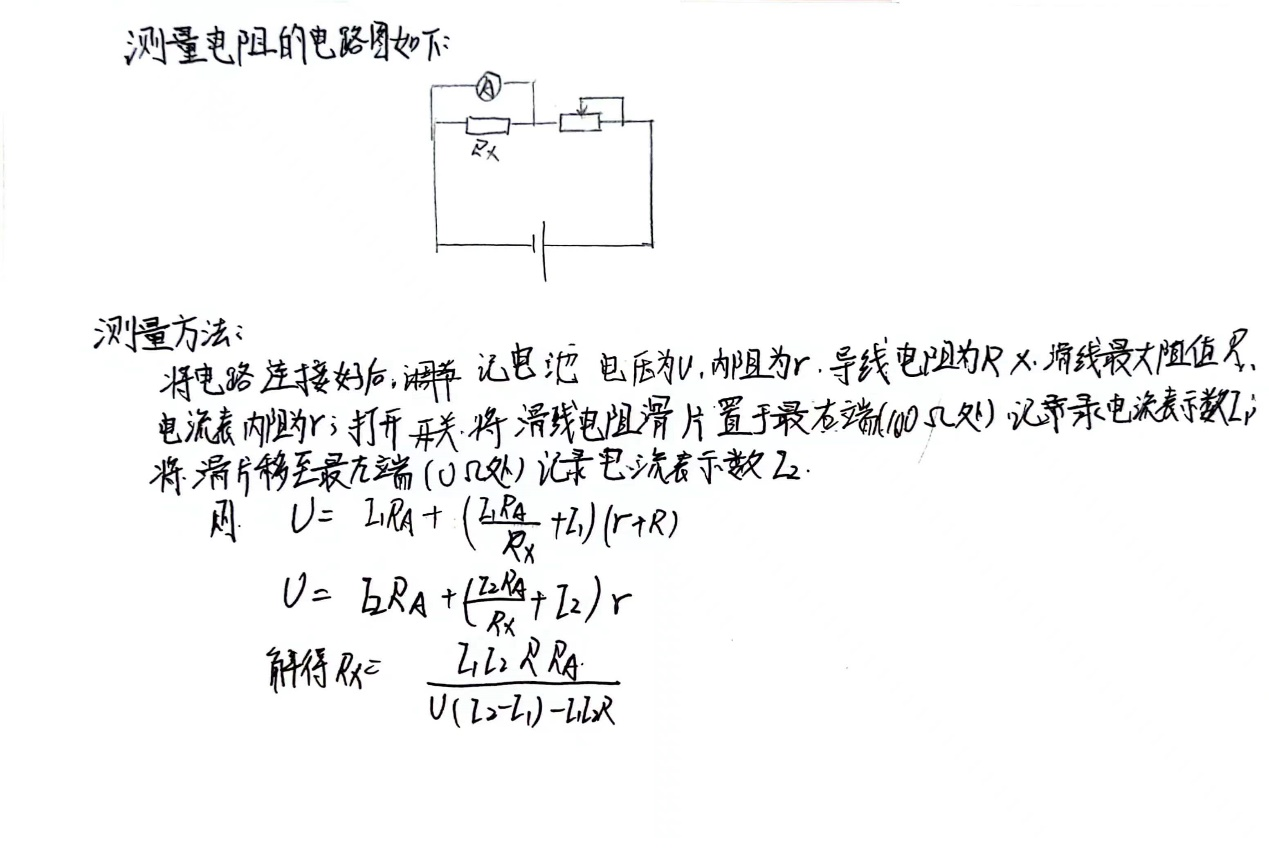 测量电阻的电路图如下:
A
Rx
测量方法:
将电路连接好后,调节 记电池 电压为U,内阻为r.导线电阻为R x.滑线最大阻值R.
电流表内阻为r;打开开关.将滑线电阻滑片置于最右端(100Ω处)记录录电流表示数I₁;
将滑片移至最左端(0Ω处)记录电流表示数I₂.
则 U= I₁RA+(I₁RA/Rx+I₁)(r+R)
U= I₂RA+(I₂RA/Rx+I₂)r
解得Rx= I₁I₂RRA/U(I₂-I₁)-I₁I₂R